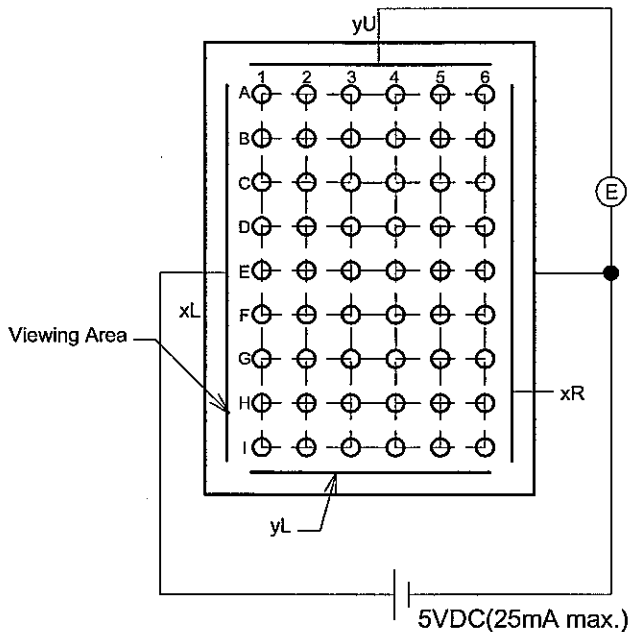 yU
1 2 3 4 5 6
A
B
C
D
E
F
G
H
I
E
xL
Viewing Area
xR
yL
5VDC(25mA max.)